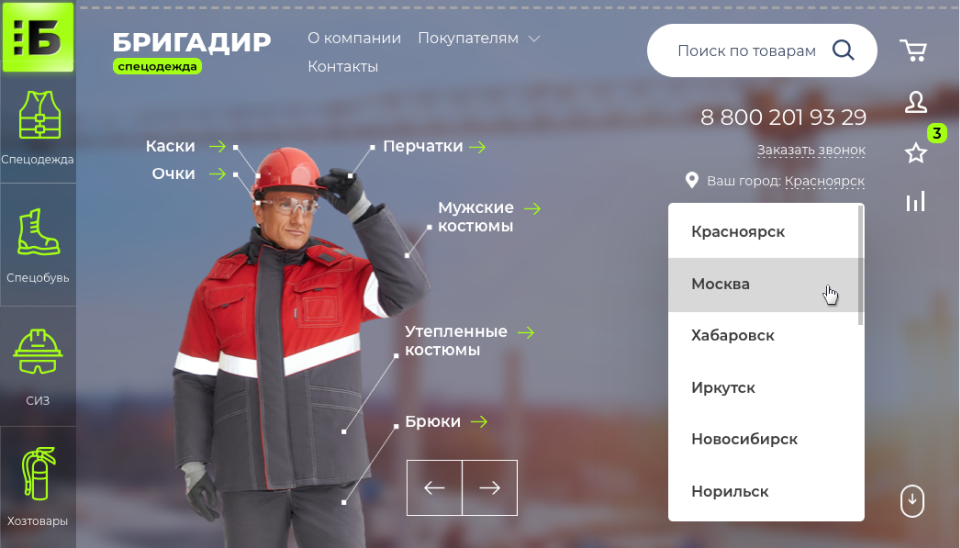 Б
БРИГАДИР
спецодежда
О компании
Покупателям
Контакты
Поиск по товарам
8 800 201 93 29
Заказать звонок
Ваш город: Красноярск
3
Спецодежда
Спецобувь
СИЗ
Хозтовары
Каски
Очки
Перчатки
Мужские
костюмы
Утепленные
костюмы
Брюки
Красноярск
Москва
Хабаровск
Иркутск
Новосибирск
Норильск